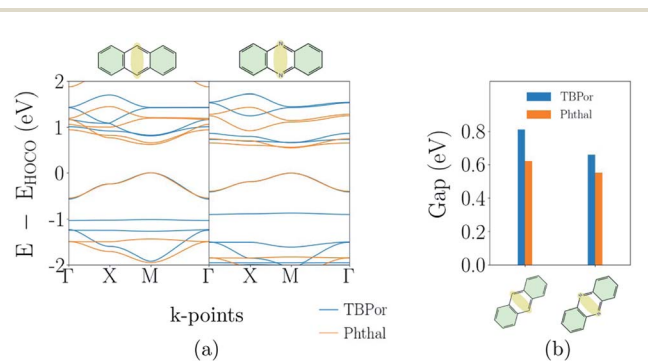 2
1
0
-1
-2
E − E_HOCO (eV)
Γ X M Γ X M Γ
k-points
TBPor
Phthal
(a)
N
N
TBPor
Phthal
0.8
0.6
0.4
0.2
0.0
Gap (eV)
(b)